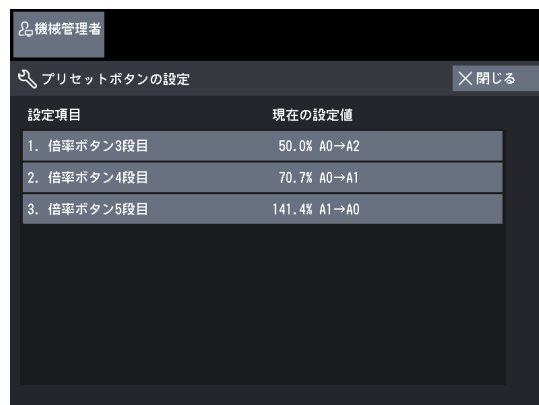 機械管理者
プリセットボタンの設定
閉じる
設定項目 現在の設定値
1. 倍率ボタン3段目 50.0% A0→A2
2. 倍率ボタン4段目 70.7% A0→A1
3. 倍率ボタン5段目 141.4% A1→A0